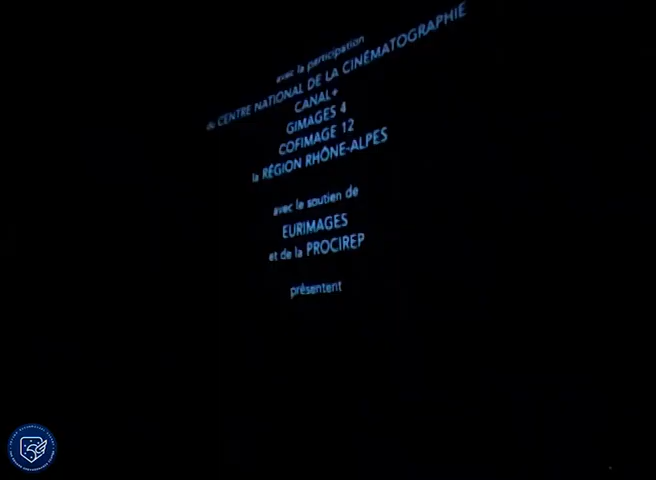 avec la participation
du CENTRE NATIONAL DE LA CINÉMATOGRAPHIE
CANAL+
GIMAGES 4
COFIMAGE 12
la RÉGION RHÔNE-ALPES
avec le soutien de
EURIMAGES
et de la PROCIREP
présentent